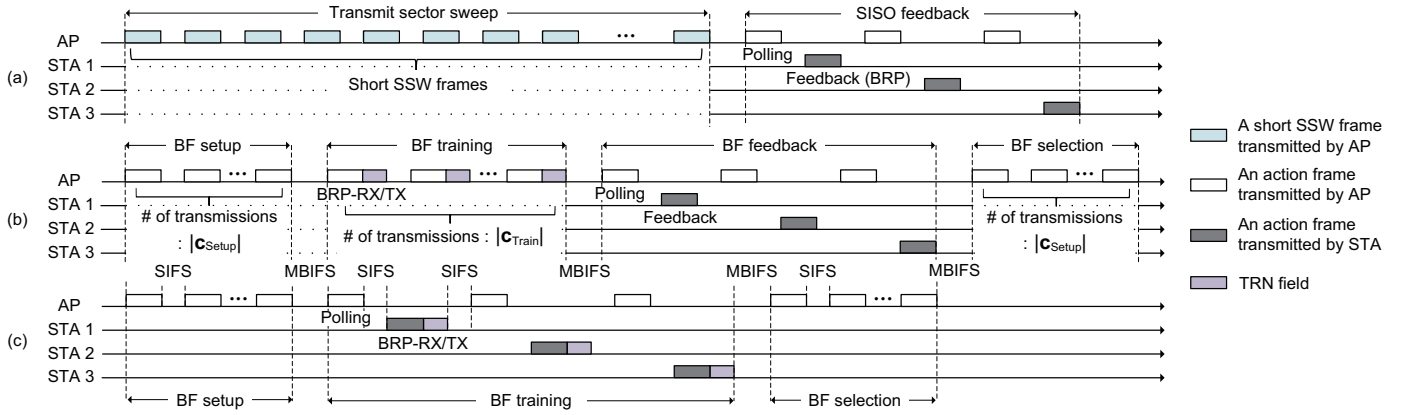 Transmit sector sweep
SISO feedback
AP
...
Polling
STA 1
(a)
Short SSW frames
Feedback (BRP)
STA 2
STA 3
A short SSW frame
transmitted by AP
An action frame
transmitted by AP
An action frame
transmitted by STA
TRN field
BF setup
BF training
BF feedback
BF selection
AP
...
...
...
BRP-RX/TX
Polling
STA 1
(b)
# of transmissions
: |cSetup|
# of transmissions : |cTrain|
Feedback
# of transmissions
: |cSetup|
STA 2
STA 3
SIFS
MBIFS
SIFS
SIFS
MBIFS
MBIFS
SIFS
MBIFS
AP
...
...
Polling
STA 1
(c)
BRP-RX/TX
STA 2
STA 3
BF setup
BF training
BF selection